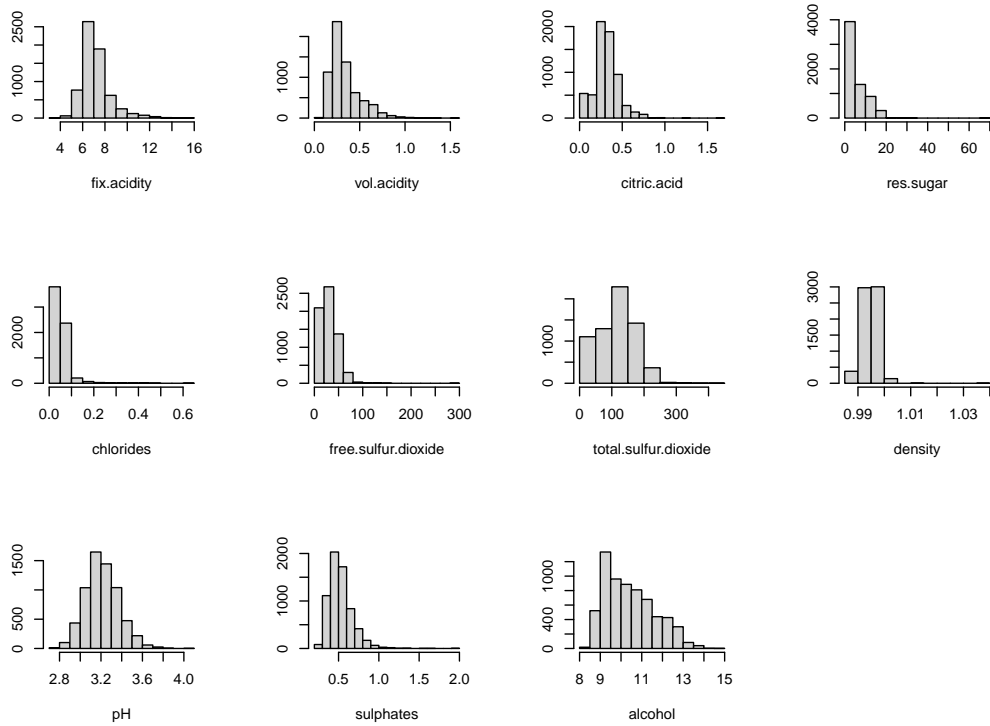 0 1000 2500
4 6 8 12 16
fix.acidity
0 1000
0.0 0.5 1.0 1.5
vol.acidity
0 1000 2000
0.0 0.5 1.0 1.5
citric.acid
0 2000 4000
0 20 40 60
res.sugar
0 2000
0.0 0.2 0.4 0.6
chlorides
0 1000 2500
0 100 200 300
free.sulfur.dioxide
0 1000
0 100 300
total.sulfur.dioxide
0 1000 3000
0.99 1.01 1.03
density
0 500 1500
2.8 3.2 3.6 4.0
pH
0 1000 2000
0.5 1.0 1.5 2.0
sulphates
0 400 1000
8 9 11 13 15
alcohol